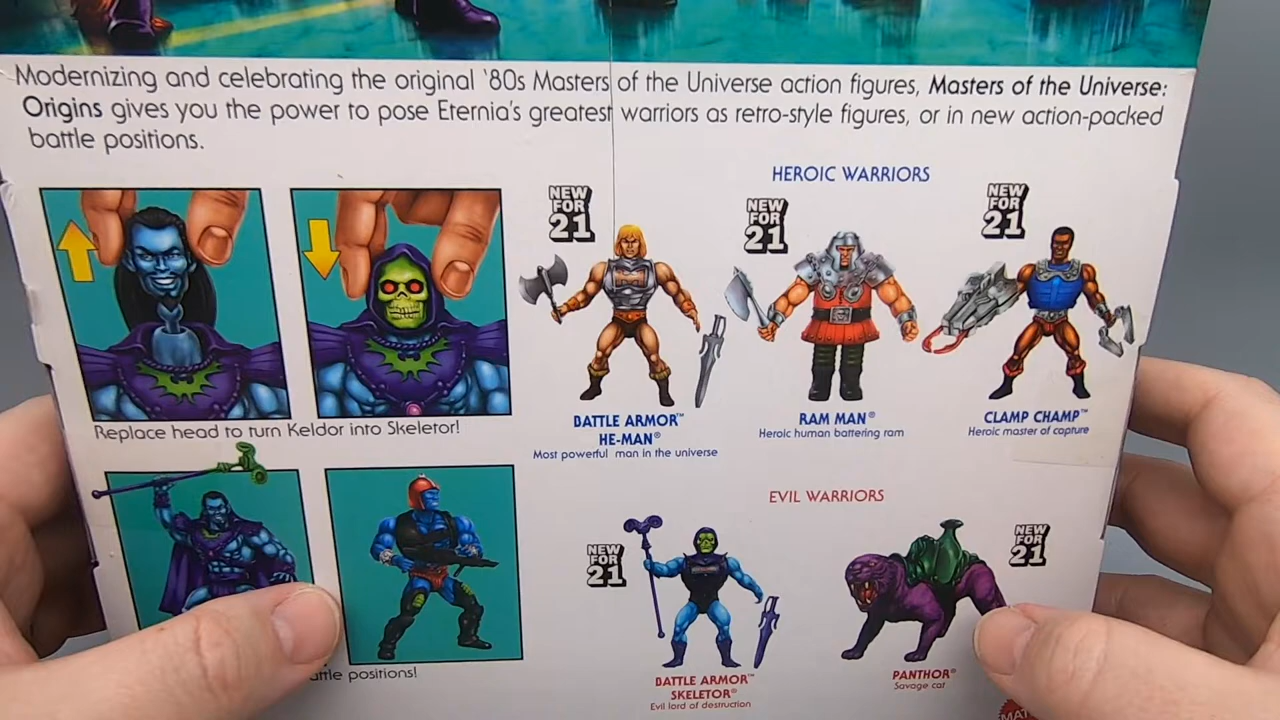 Modernizing and celebrating the original '80s Masters of the Universe action figures, Masters of the Universe:
Origins gives you the power to pose Eternia's greatest warriors as retro-style figures, or in new action-packed
battle positions.
HEROIC WARRIORS
NEW
FOR
21
NEW
FOR
21
NEW
FOR
21
Replace head to turn Keldor into Skeletor!
BATTLE ARMOR™
HE-MAN®
Most powerful man in the universe
RAM MAN®
Heroic human battering ram
CLAMP CHAMP™
Heroic master of capture
EVIL WARRIORS
NEW
FOR
21
NEW
FOR
21
battle positions!
BATTLE ARMOR™
SKELETOR®
Evil lord of destruction
PANTHOR®
Savage cat